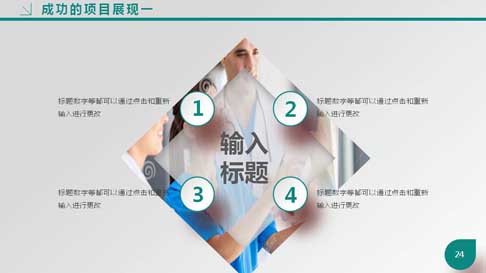 成功的项目展现一
标题数字等都可以通过点击和重新
输入进行更改
1
2
标题数字等都可以通过点击和重新
输入进行更改
输入
标题
标题数字等都可以通过点击和重新
输入进行更改
3
4
标题数字等都可以通过点击和重新
输入进行更改
24